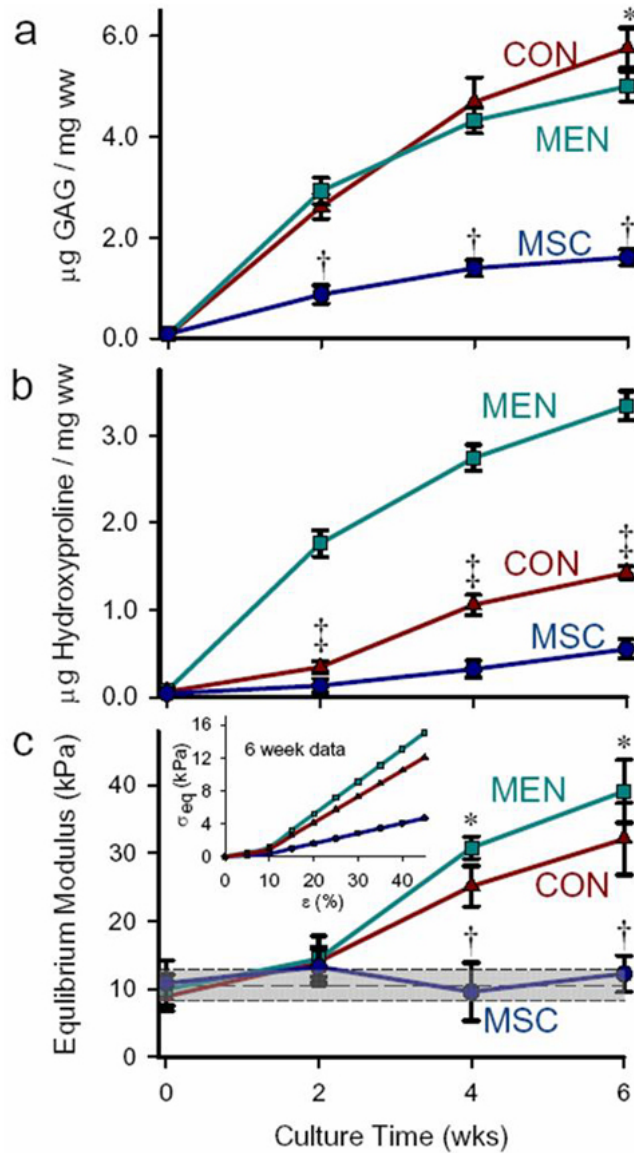 a
6.0
4.0
2.0
0.0
μg GAG / mg ww
CON
MEN
MSC
*
†
†
†
b
3.0
2.0
1.0
0.0
μg Hydroxyproline / mg ww
MEN
CON
MSC
‡
‡
‡
c
40
30
20
10
0
Equlibrium Modulus (kPa)
16
12
8
4
0
σeq (kPa)
6 week data
0 10 20 30 40
ε (%)
MEN
CON
MSC
*
*
†
†
0 2 4 6
Culture Time (wks)